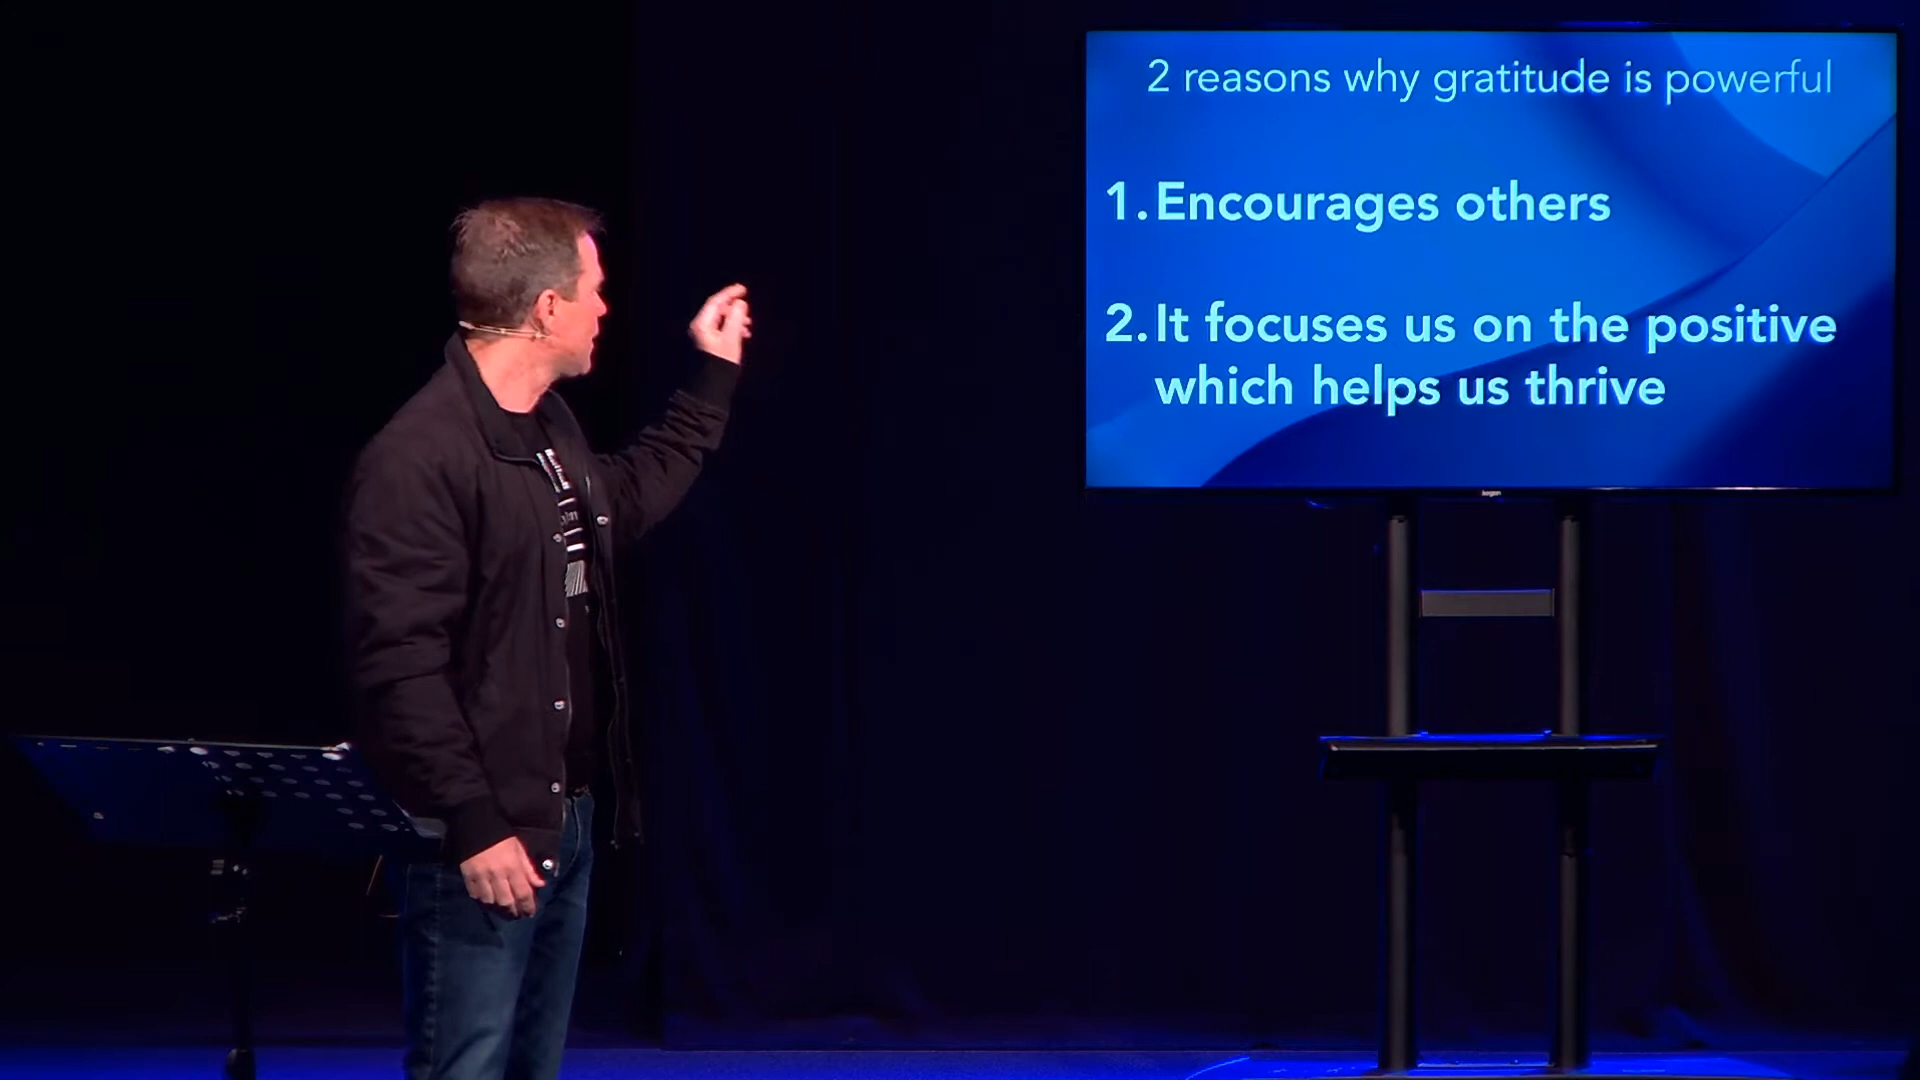 2 reasons why gratitude is powerful
1. Encourages others
2. It focuses us on the positive
which helps us thrive